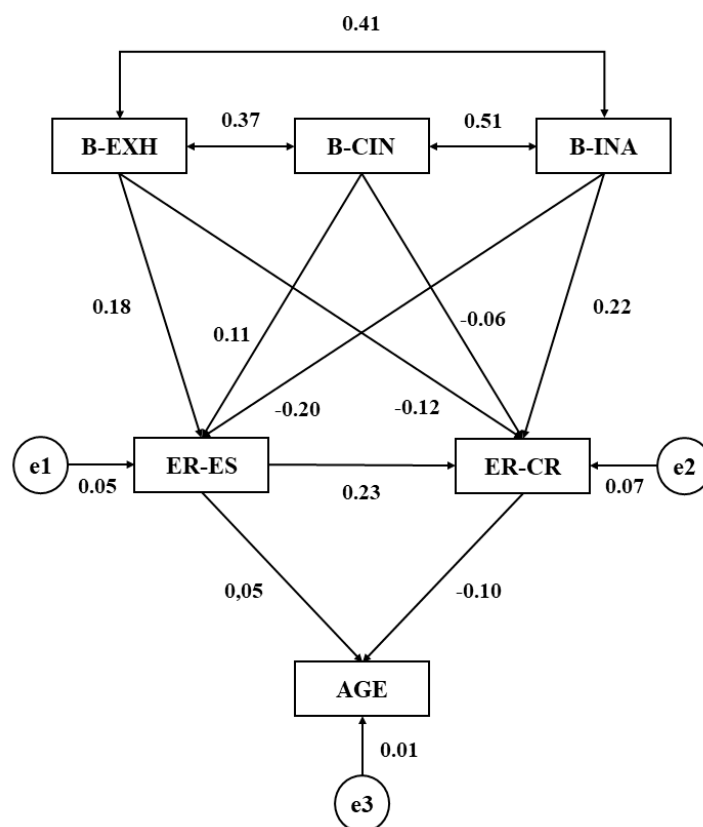 0.41
0.37
0.51
B-EXH
B-CIN
B-INA
0.18
0.11
-0.06
0.22
-0.20
-0.12
e1
0.05
ER-ES
0.23
ER-CR
0.07
e2
0,05
-0.10
AGE
0.01
e3